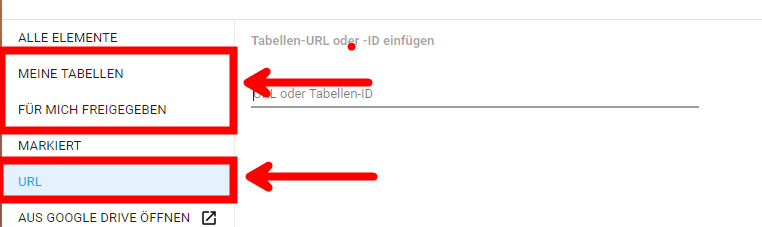 ALLE ELEMENTE
MEINE TABELLEN
FÜR MICH FREIGEGEBEN
MARKIERT
URL
AUS GOOGLE DRIVE ÖFFNEN
Tabellen-URL oder -ID einfügen
URL oder Tabellen-ID